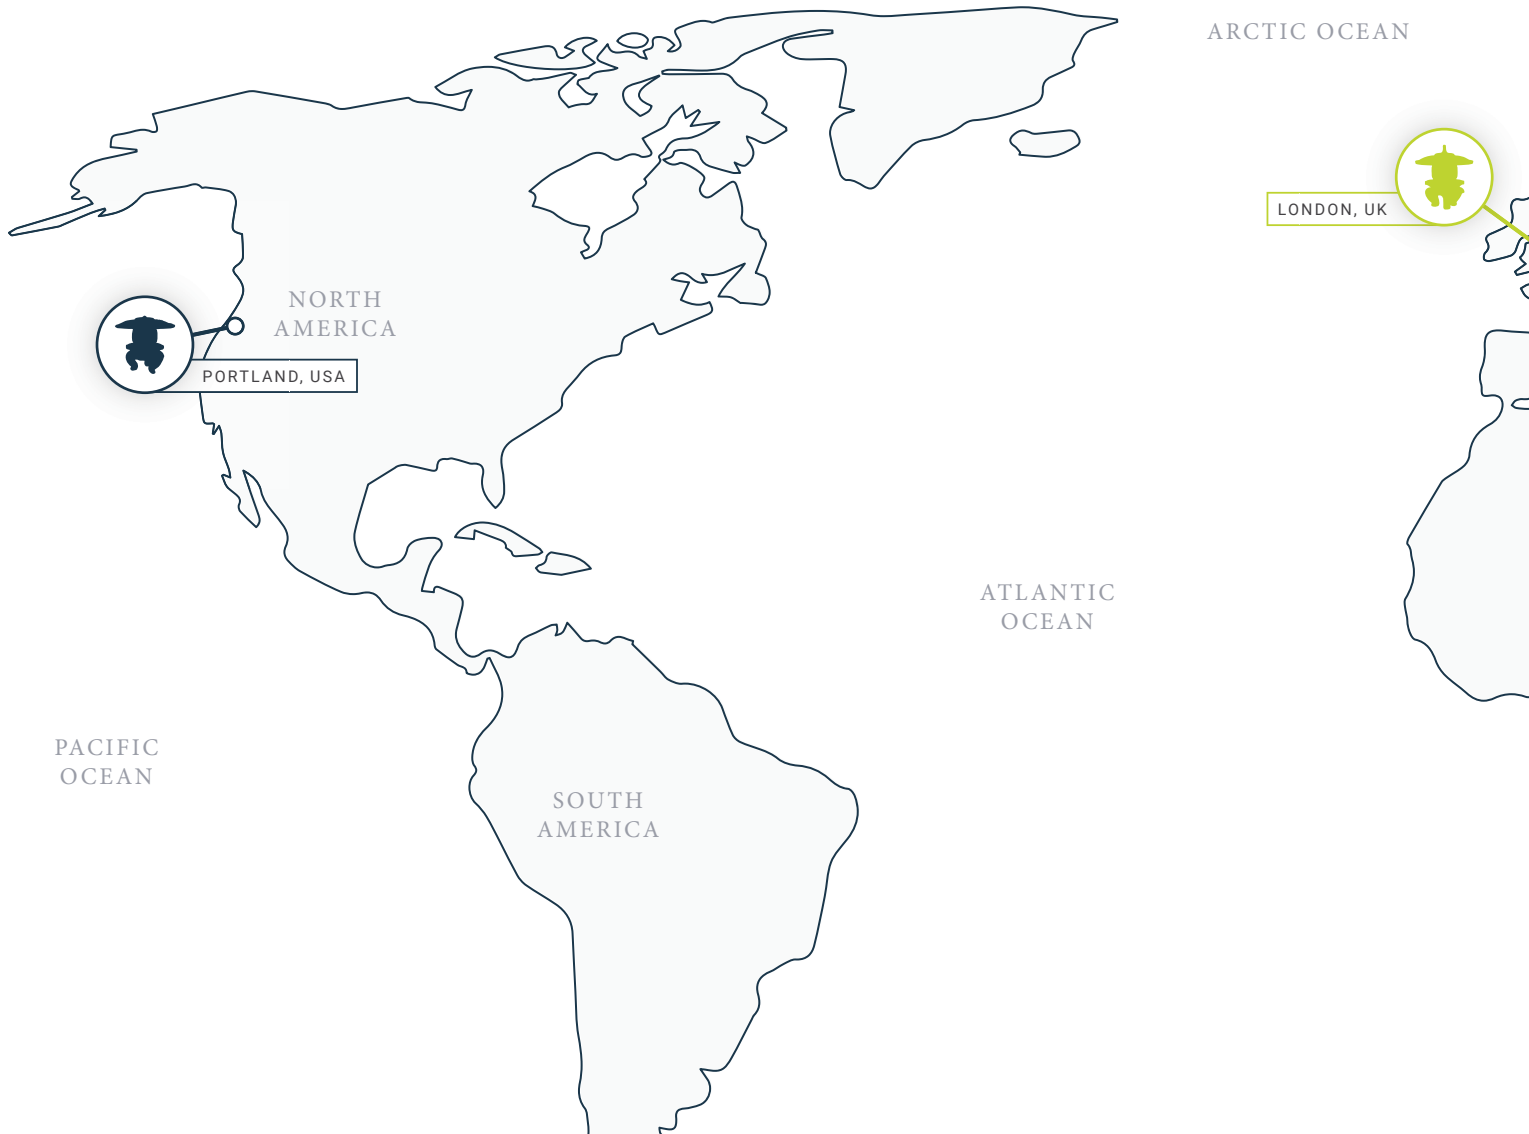 ARCTIC OCEAN
LONDON, UK
NORTH
AMERICA
PORTLAND, USA
ATLANTIC
OCEAN
PACIFIC
OCEAN
SOUTH
AMERICA